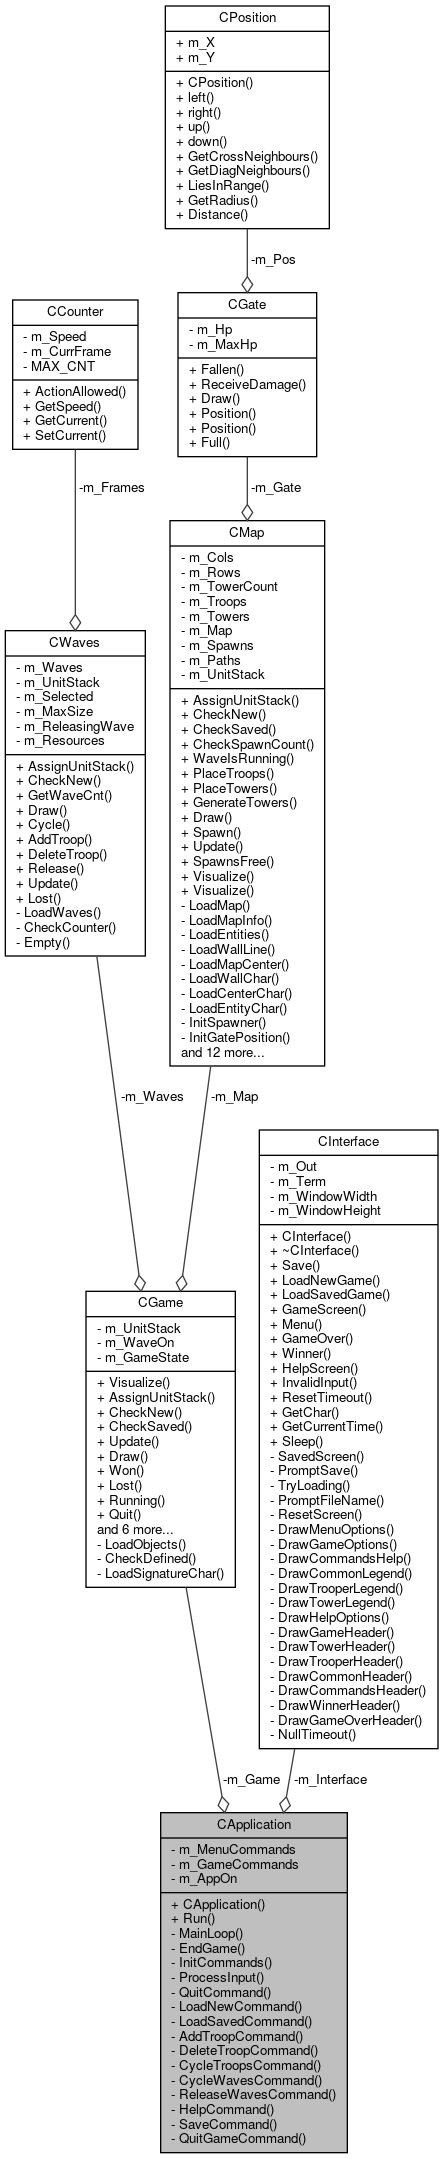 CPosition
+ m_X
+ m_Y
+ CPosition()
+ left()
+ right()
+ up()
+ down()
+ GetCrossNeighbours()
+ GetDiagNeighbours()
+ LiesInRange()
+ GetRadius()
+ Distance()
-m_Pos
CGate
- m_Hp
- m_MaxHp
+ Fallen()
+ ReceiveDamage()
+ Draw()
+ Position()
+ Position()
+ Full()
CCounter
- m_Speed
- m_CurrFrame
- MAX_CNT
+ ActionAllowed()
+ GetSpeed()
+ GetCurrent()
+ SetCurrent()
-m_Frames
-m_Gate
CMap
- m_Cols
- m_Rows
- m_TowerCount
- m_Troops
- m_Towers
- m_Map
- m_Spawns
- m_Paths
- m_UnitStack
+ AssignUnitStack()
+ CheckNew()
+ CheckSaved()
+ CheckSpawnCount()
+ WaveIsRunning()
+ PlaceTroops()
+ PlaceTowers()
+ GenerateTowers()
+ Draw()
+ Spawn()
+ Update()
+ SpawnsFree()
+ Visualize()
+ Visualize()
- LoadMap()
- LoadMapInfo()
- LoadEntities()
- LoadWallLine()
- LoadMapCenter()
- LoadWallChar()
- LoadCenterChar()
- LoadEntityChar()
- InitSpawner()
- InitGatePosition()
and 12 more...
CWaves
- m_Waves
- m_UnitStack
- m_Selected
- m_MaxSize
- m_ReleasingWave
- m_Resources
+ AssignUnitStack()
+ CheckNew()
+ GetWaveCnt()
+ Draw()
+ Cycle()
+ AddTroop()
+ DeleteTroop()
+ Release()
+ Update()
+ Lost()
- LoadWaves()
- CheckCounter()
- Empty()
-m_Waves
-m_Map
CInterface
- m_Out
- m_Term
- m_WindowWidth
- m_WindowHeight
+ CInterface()
+ ~CInterface()
+ Save()
+ LoadNewGame()
+ LoadSavedGame()
+ GameScreen()
+ Menu()
+ GameOver()
+ Winner()
+ HelpScreen()
+ InvalidInput()
+ ResetTimeout()
+ GetChar()
+ GetCurrentTime()
+ Sleep()
- SavedScreen()
- PromptSave()
- TryLoading()
- PromptFileName()
- ResetScreen()
- DrawMenuOptions()
- DrawGameOptions()
- DrawCommandsHelp()
- DrawCommonLegend()
- DrawTrooperLegend()
- DrawTowerLegend()
- DrawHelpOptions()
- DrawGameHeader()
- DrawTowerHeader()
- DrawTrooperHeader()
- DrawCommonHeader()
- DrawCommandsHeader()
- DrawWinnerHeader()
- DrawGameOverHeader()
- NullTimeout()
CGame
- m_UnitStack
- m_WaveOn
- m_GameState
+ Visualize()
+ AssignUnitStack()
+ CheckNew()
+ CheckSaved()
+ Update()
+ Draw()
+ Won()
+ Lost()
+ Running()
+ Quit()
and 6 more...
- LoadObjects()
- CheckDefined()
- LoadSignatureChar()
-m_Game
-m_Interface
CApplication
- m_MenuCommands
- m_GameCommands
- m_AppOn
+ CApplication()
+ Run()
- MainLoop()
- EndGame()
- InitCommands()
- ProcessInput()
- QuitCommand()
- LoadNewCommand()
- LoadSavedCommand()
- AddTroopCommand()
- DeleteTroopCommand()
- CycleTroopsCommand()
- CycleWavesCommand()
- ReleaseWavesCommand()
- HelpCommand()
- SaveCommand()
- QuitGameCommand()